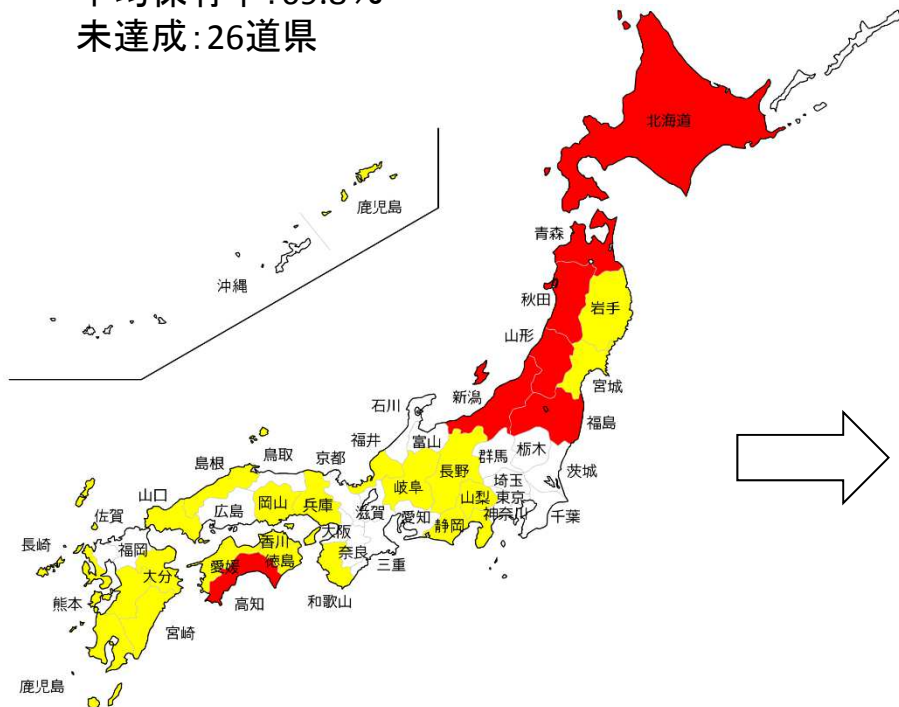 未達成：26道県
北海道
鹿児島
青森
沖縄
秋田
岩手
山形
宮城
新潟
石川
福島
福井
富山
群馬
栃木
鳥取
京都
島根
長野
茨城
岐阜
埼玉
山口
岡山
兵庫
山梨
東京
広島
滋賀
佐賀
愛知
静岡
神奈川
千葉
大阪
長崎
福岡
香川
奈良
愛媛
徳島
三重
大分
熊本
高知
和歌山
宮崎
鹿児島